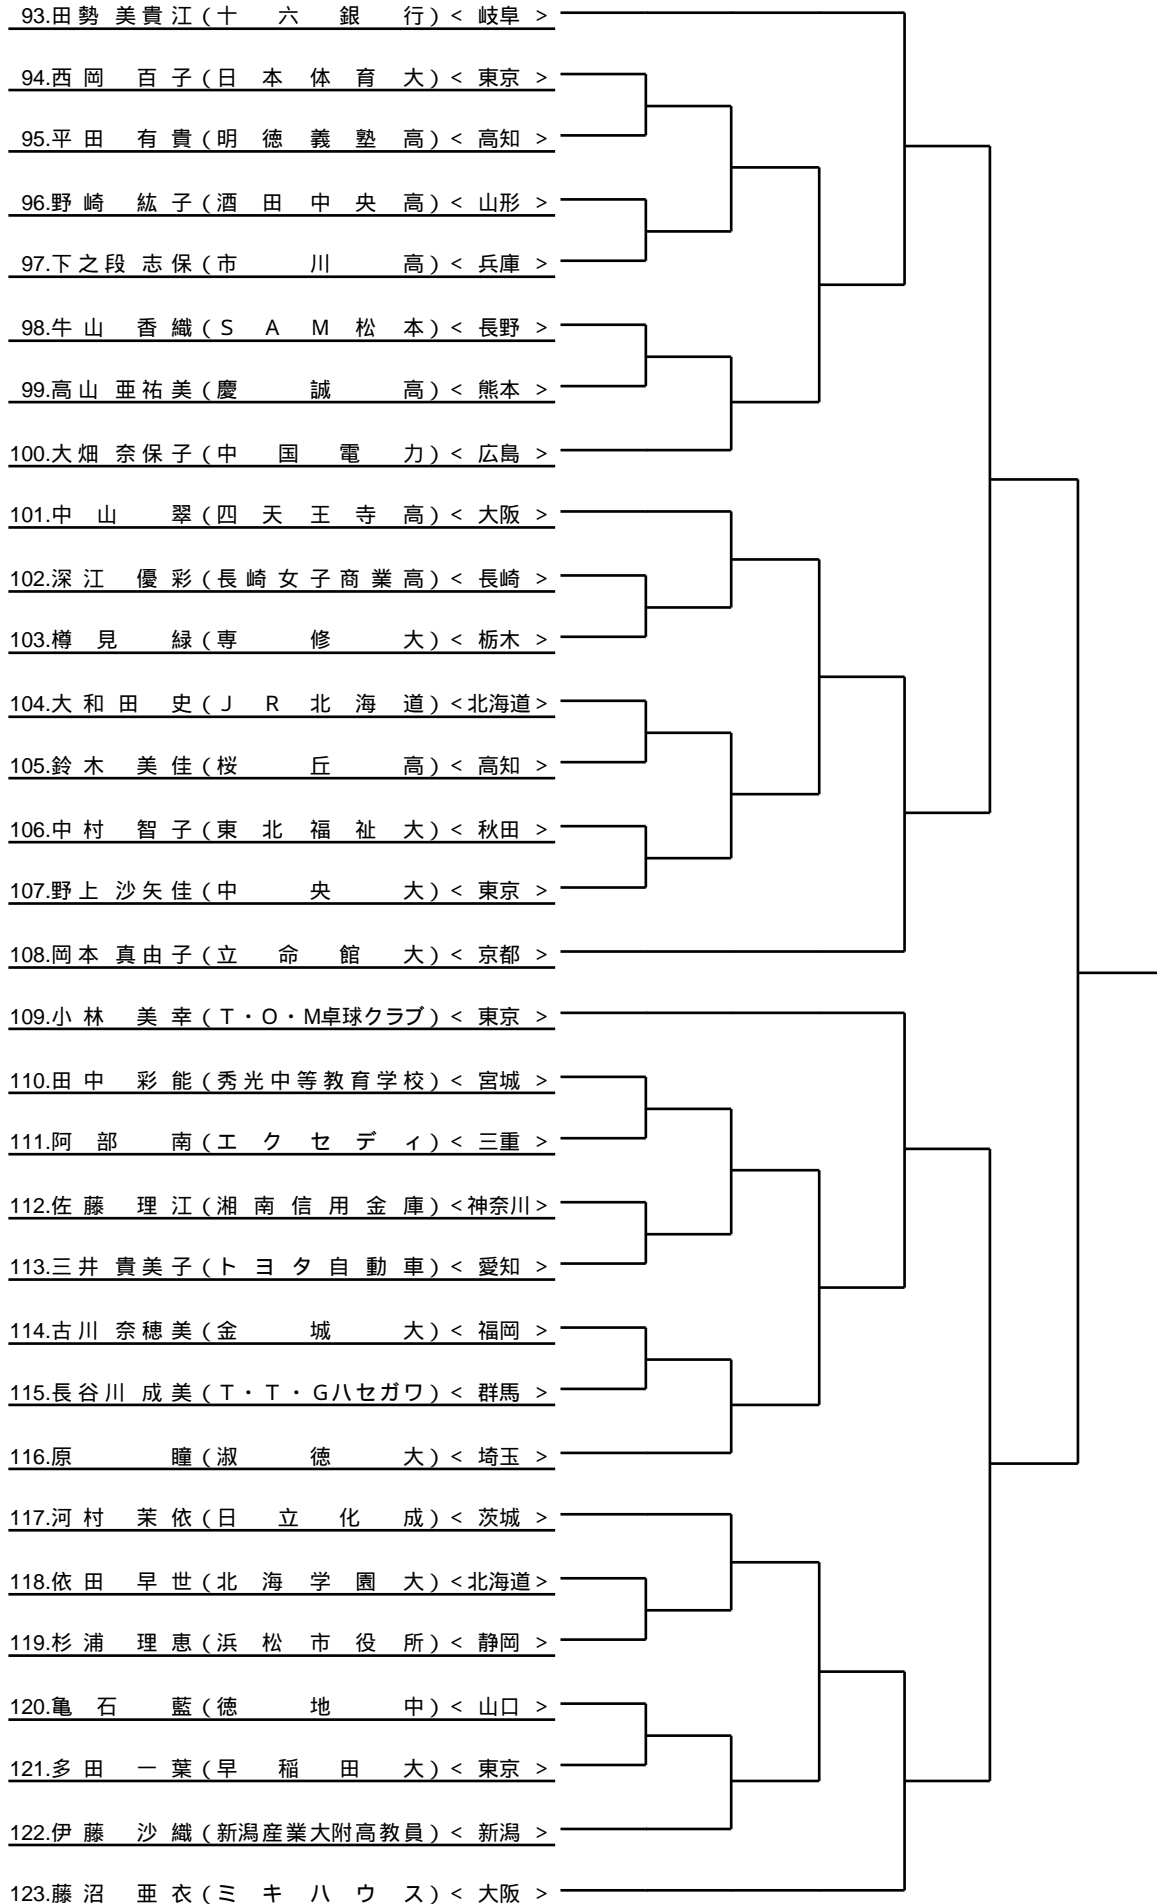 93.田勢 美貴江(十六銀行)< 岐阜 >
94.西岡 百子(日本体育大)< 東京 >
95.平田 有貴(明徳義塾高)< 高知 >
96.野崎 紘子(酒田中央高)< 山形 >
97.下之段 志保(市川高)< 兵庫 >
98.牛山 香織(SAM松本)< 長野 >
99.高山 亜祐美(慶誠高)< 熊本 >
100.大畑 奈保子(中国電力)< 広島 >
101.中山 翠(四天王寺高)< 大阪 >
102.深江 優彩(長崎女子商業高)< 長崎 >
103.樽見 緑(専修大)< 栃木 >
104.大和田 史(JR北海道)<北海道>
105.鈴木 美佳(桜丘高)< 高知 >
106.中村 智子(東北福祉大)< 秋田 >
107.野上 沙矢佳(中央大)< 東京 >
108.岡本 真由子(立命館大)< 京都 >
109.小林 美幸(T・O・M卓球クラブ)< 東京 >
110.田中 彩能(秀光中等教育学校)< 宮城 >
111.阿部 南(エクセディ)< 三重 >
112.佐藤 理江(湘南信用金庫)<神奈川>
113.三井 貴美子(トヨタ自動車)< 愛知 >
114.古川 奈穂美(金城大)< 福岡 >
115.長谷川 成美(T・T・Gハセガワ)< 群馬 >
116.原 瞳(淑徳大)< 埼玉 >
117.河村 茉依(日立化成)< 茨城 >
118.依田 早世(北海学園大)<北海道>
119.杉浦 理恵(浜松市役所)< 静岡 >
120.亀石 藍(徳地中)< 山口 >
121.多田 一葉(早稲田大)< 東京 >
122.伊藤 沙織(新潟産業大附高教員)< 新潟 >
123.藤沼 亜衣(ミキハウス)< 大阪 >